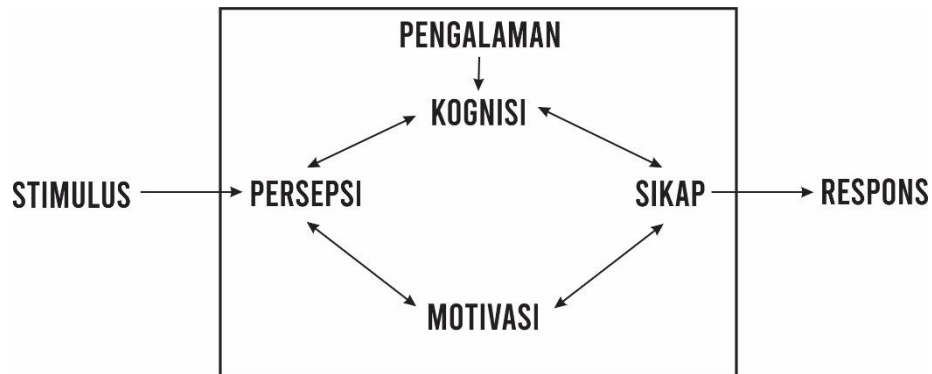 PENGALAMAN
KOGNISI
STIMULUS
PERSEPSI
SIKAP
RESPONS
MOTIVASI